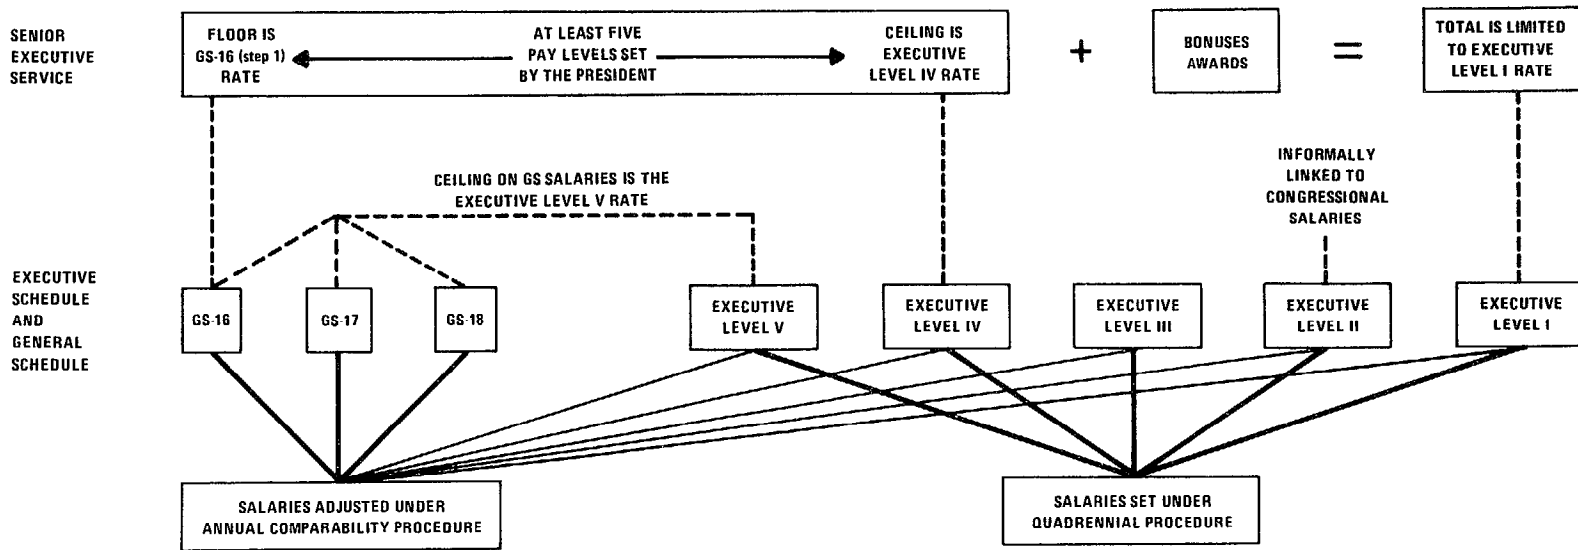 SENIOR
EXECUTIVE
SERVICE
FLOOR IS
GS-16 (step 1)
RATE
AT LEAST FIVE
PAY LEVELS SET
BY THE PRESIDENT
CEILING IS
EXECUTIVE
LEVEL IV RATE
+
BONUSES
AWARDS
=
TOTAL IS LIMITED
TO EXECUTIVE
LEVEL I RATE
CEILING ON GS SALARIES IS THE
EXECUTIVE LEVEL V RATE
INFORMALLY
LINKED TO
CONGRESSIONAL
SALARIES
EXECUTIVE
SCHEDULE
AND
GENERAL
SCHEDULE
GS-16
GS-17
GS-18
EXECUTIVE
LEVEL V
EXECUTIVE
LEVEL IV
EXECUTIVE
LEVEL III
EXECUTIVE
LEVEL II
EXECUTIVE
LEVEL I
SALARIES ADJUSTED UNDER
ANNUAL COMPARABILITY PROCEDURE
SALARIES SET UNDER
QUADRENNIAL PROCEDURE